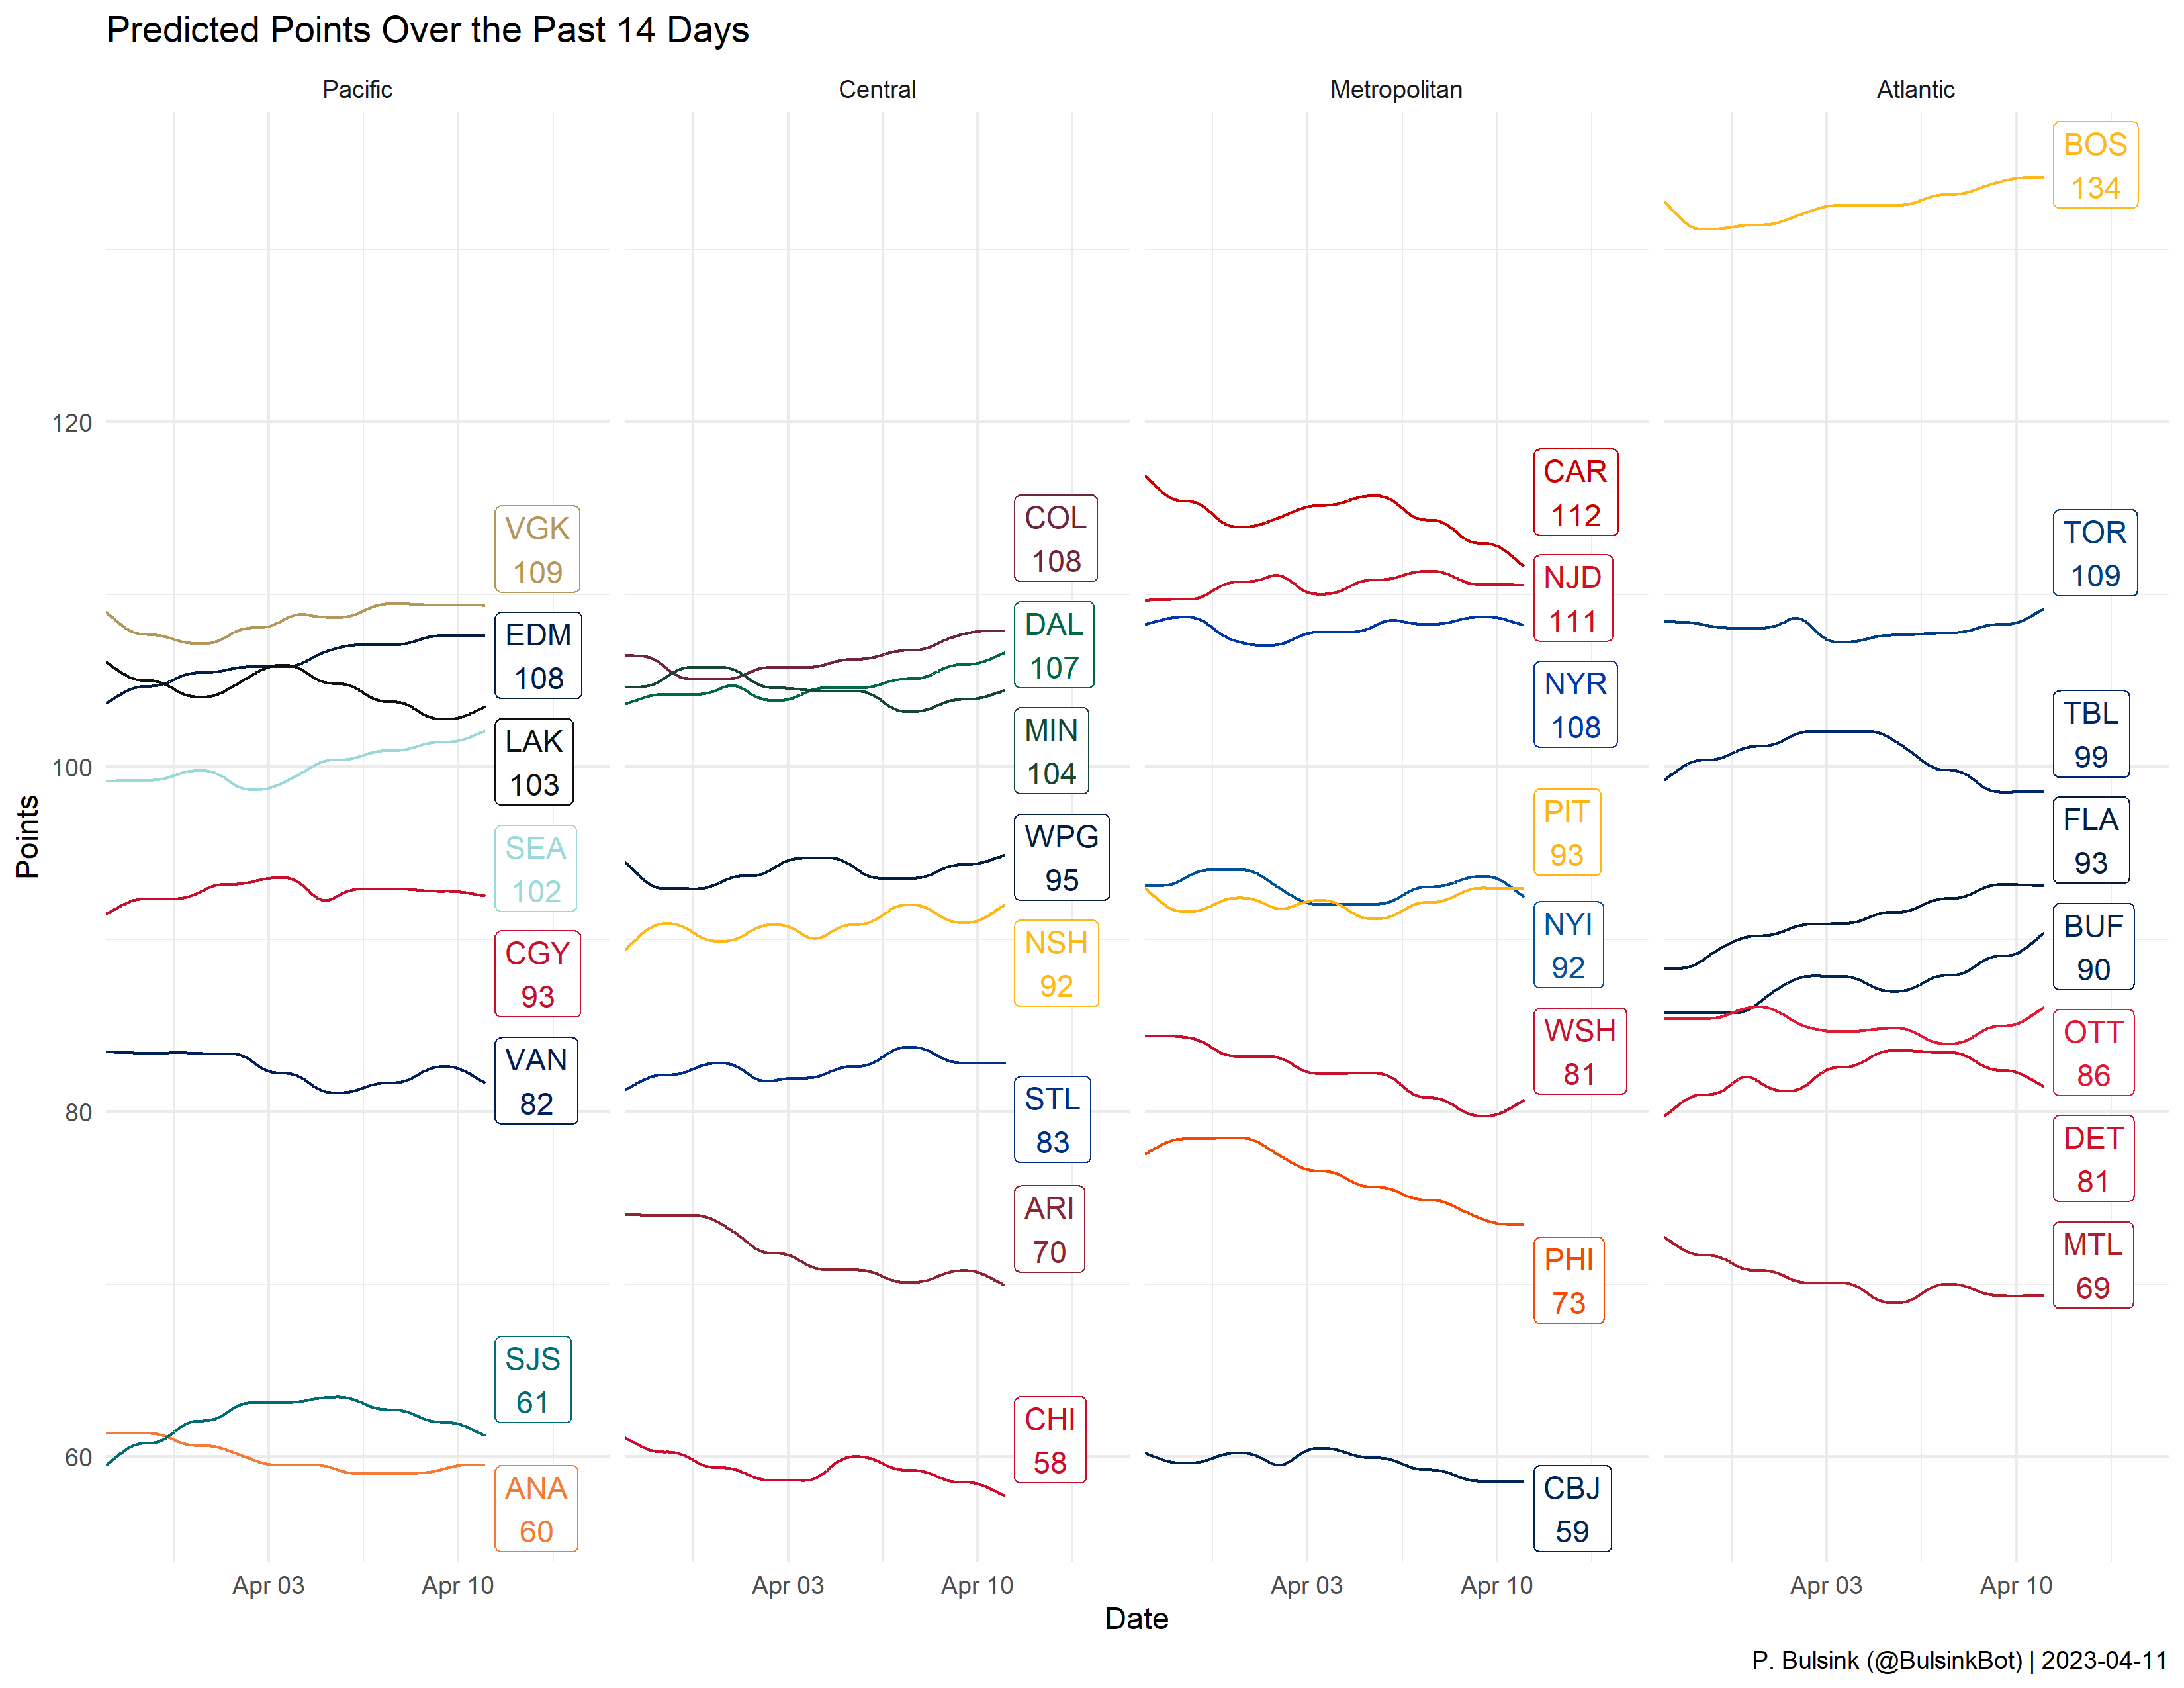 Predicted Points Over the Past 14 Days
Pacific
Central
Metropolitan
Atlantic
Points
120
100
80
60
VGK
109
EDM
108
LAK
103
SEA
102
CGY
93
VAN
82
SJS
61
ANA
60
COL
108
DAL
107
MIN
104
WPG
95
NSH
92
STL
83
ARI
70
CHI
58
CAR
112
NJD
111
NYR
108
PIT
93
NYI
92
WSH
81
PHI
73
CBJ
59
BOS
134
TOR
109
TBL
99
FLA
93
BUF
90
OTT
86
DET
81
MTL
69
Apr 03
Apr 10
Apr 03
Apr 10
Apr 03
Apr 10
Apr 03
Apr 10
Date
P. Bulsink (@BulsinkBot) | 2023-04-11